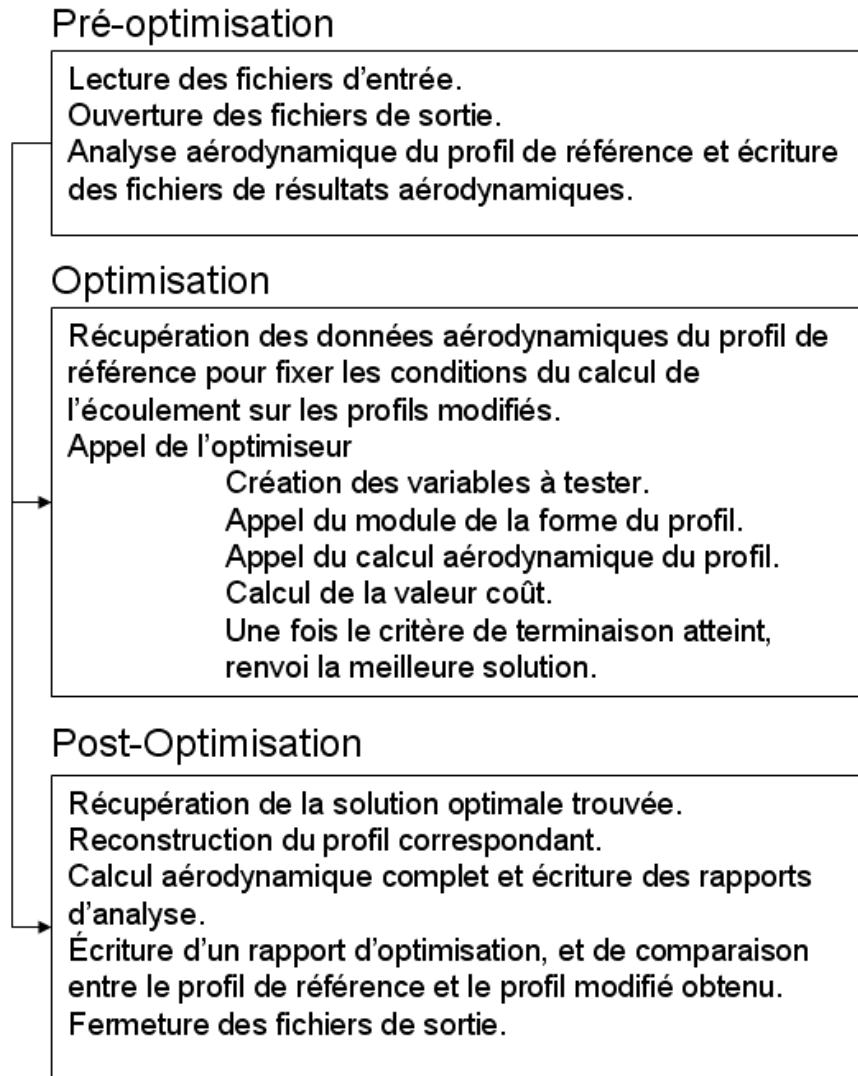 Pré-optimisation
Lecture des fichiers d'entrée.
Ouverture des fichiers de sortie.
Analyse aérodynamique du profil de référence et écriture
des fichiers de résultats aérodynamiques.
Optimisation
Récupération des données aérodynamiques du profil de
référence pour fixer les conditions du calcul de
l'écoulement sur les profils modifiés.
Appel de l'optimiseur
Création des variables à tester.
Appel du module de la forme du profil.
Appel du calcul aérodynamique du profil.
Calcul de la valeur coût.
Une fois le critère de terminaison atteint,
renvoi la meilleure solution.
Post-Optimisation
Récupération de la solution optimale trouvée.
Reconstruction du profil correspondant.
Calcul aérodynamique complet et écriture des rapports
d'analyse.
Écriture d'un rapport d'optimisation, et de comparaison
entre le profil de référence et le profil modifié obtenu.
Fermeture des fichiers de sortie.